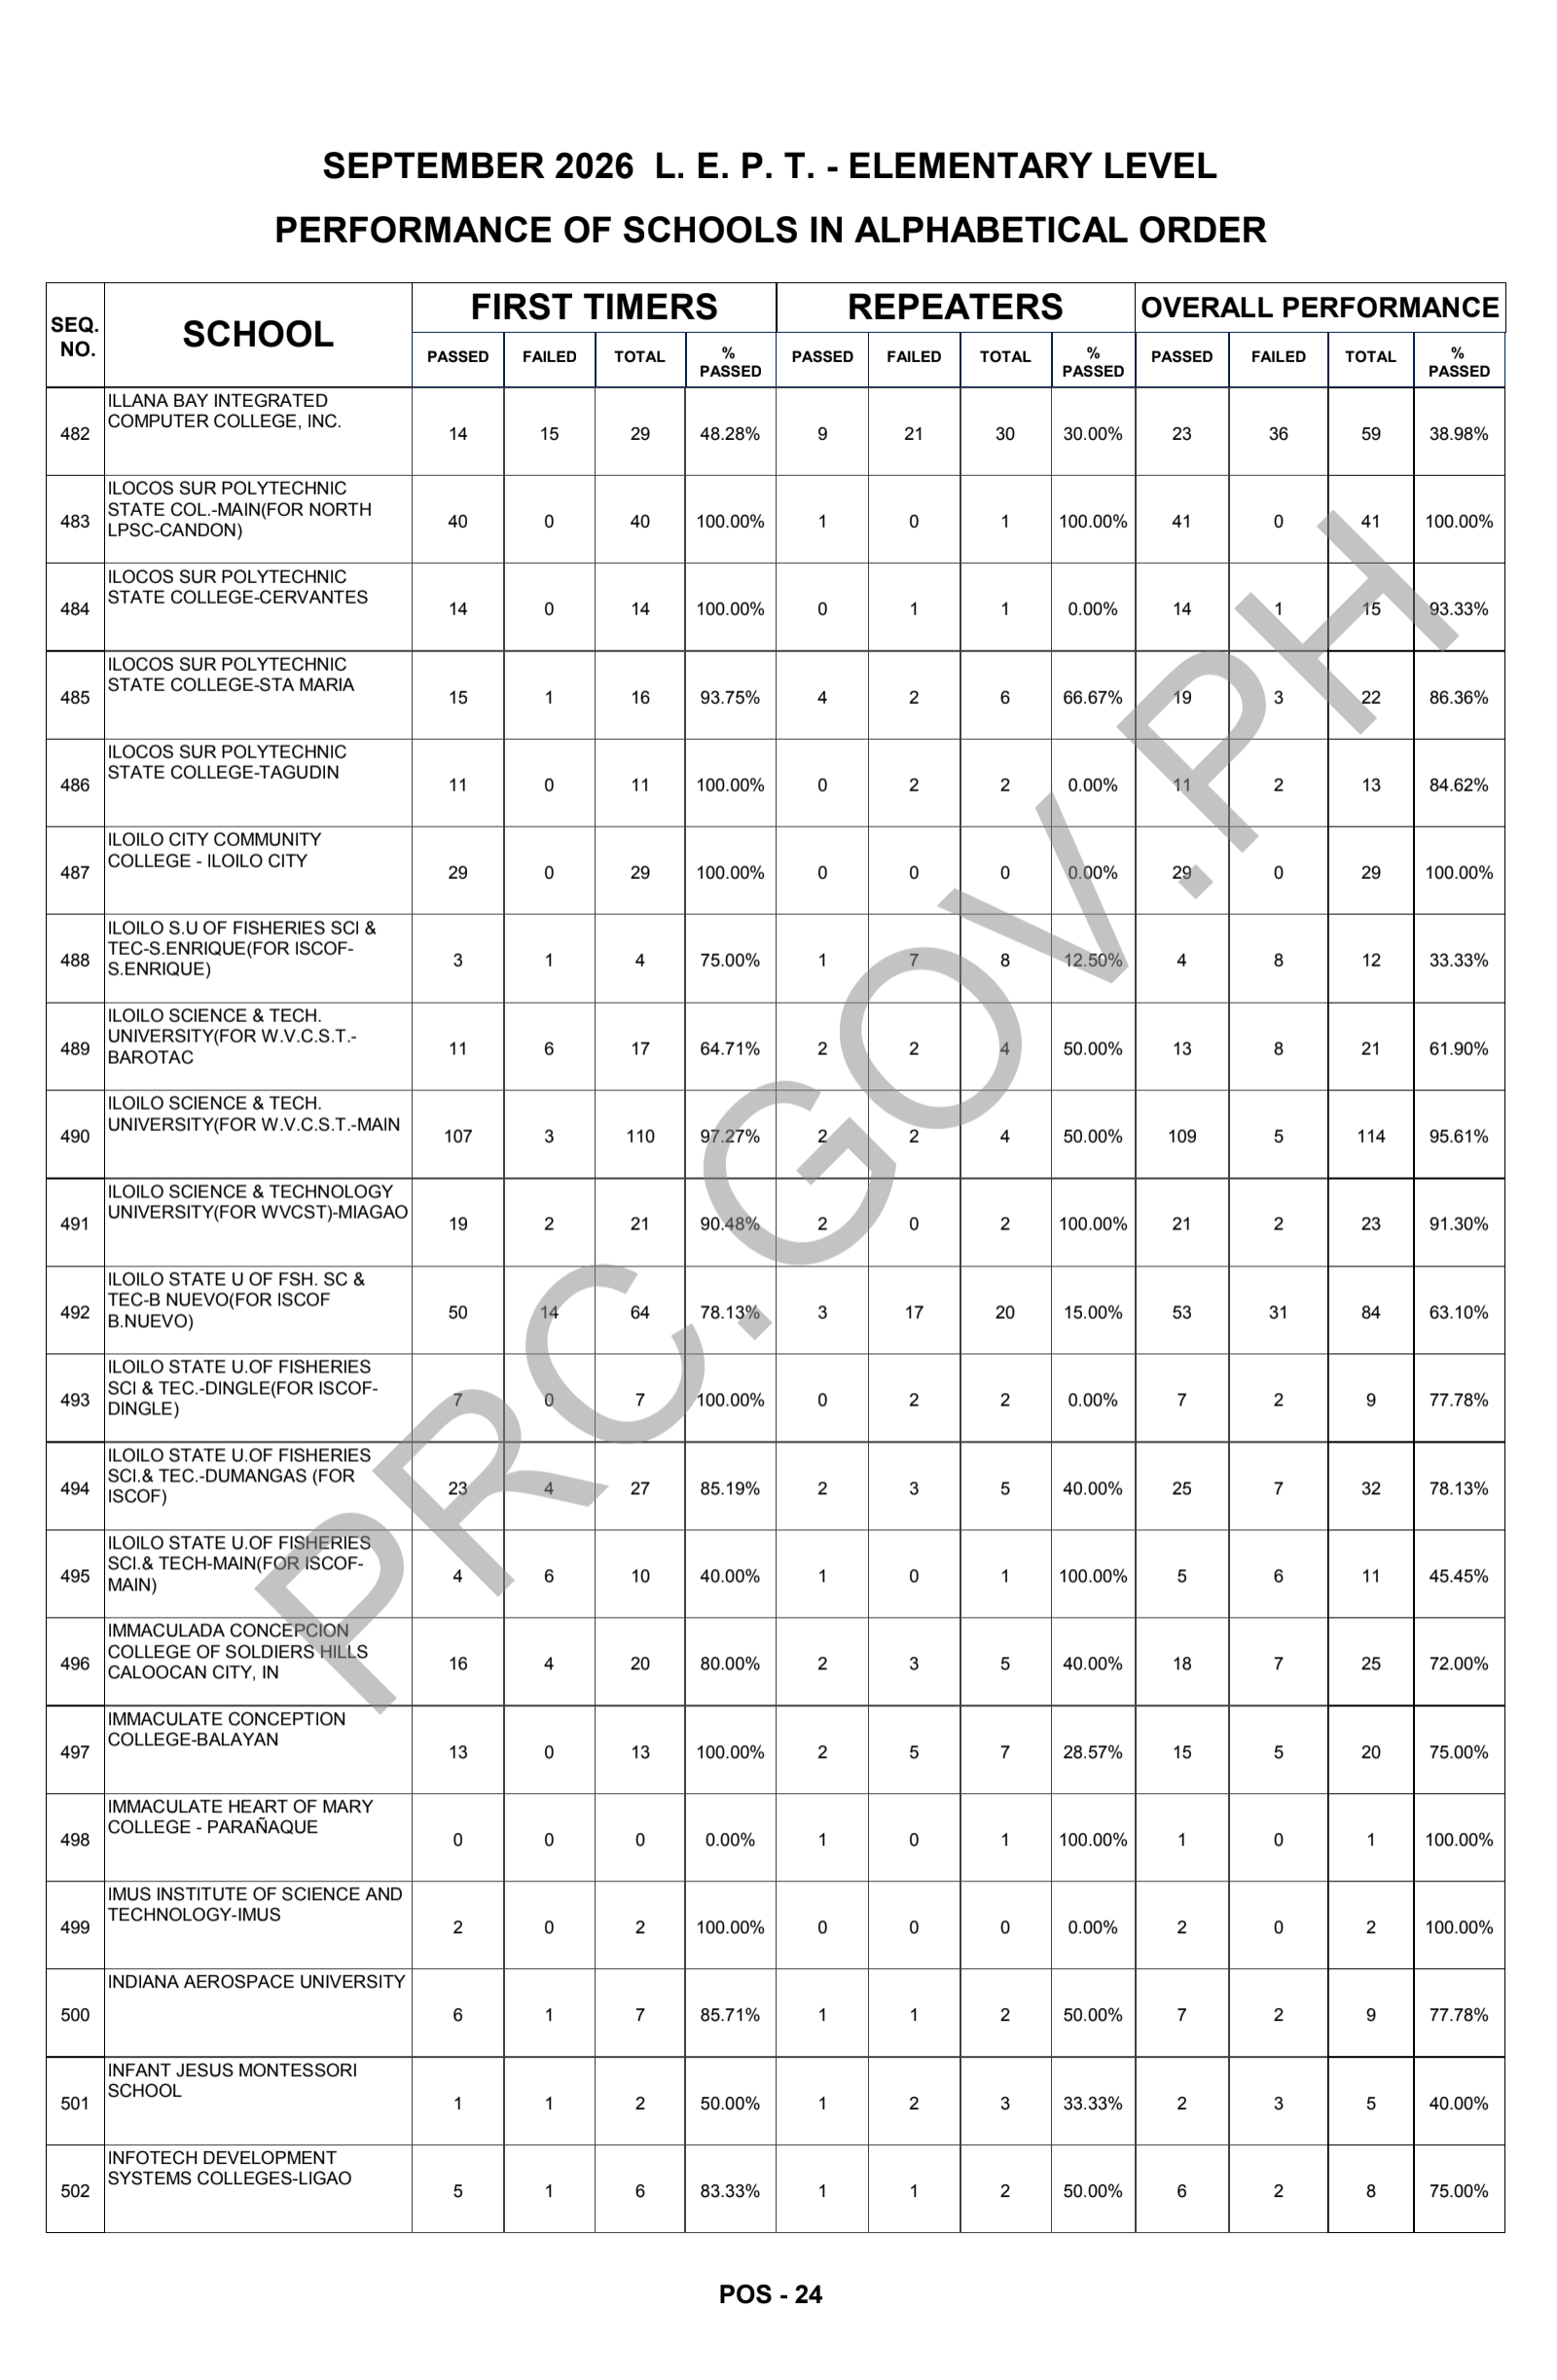 SEPTEMBER 2026 L. E. P. T. - ELEMENTARY LEVEL
PERFORMANCE OF SCHOOLS IN ALPHABETICAL ORDER
SEQ. NO. SCHOOL FIRST TIMERS REPEATERS OVERALL PERFORMANCE
PASSED FAILED TOTAL % PASSED PASSED FAILED TOTAL % PASSED PASSED FAILED TOTAL % PASSED
ILLANA BAY INTEGRATED
COMPUTER COLLEGE, INC.
482 14 15 29 48.28% 9 21 30 30.00% 23 36 59 38.98%
ILOCOS SUR POLYTECHNIC
STATE COL.-MAIN(FOR NORTH
LPSC-CANDON)
483 40 0 40 100.00% 1 0 1 100.00% 41 0 41 100.00%
ILOCOS SUR POLYTECHNIC
STATE COLLEGE-CERVANTES
484 14 0 14 100.00% 0 1 1 0.00% 14 1 15 93.33%
ILOCOS SUR POLYTECHNIC
STATE COLLEGE-STA MARIA
485 15 1 16 93.75% 4 2 6 66.67% 19 3 22 86.36%
ILOCOS SUR POLYTECHNIC
STATE COLLEGE-TAGUDIN
486 11 0 11 100.00% 0 2 2 0.00% 11 2 13 84.62%
ILOILO CITY COMMUNITY
COLLEGE - ILOILO CITY
487 29 0 29 100.00% 0 0 0 0.00% 29 0 29 100.00%
ILOILO S.U OF FISHERIES SCI &
TEC-S.ENRIQUE(FOR ISCOF-
S.ENRIQUE)
488 3 1 4 75.00% 1 7 8 12.50% 4 8 12 33.33%
ILOILO SCIENCE & TECH.
UNIVERSITY(FOR W.V.C.S.T.-
BAROTAC
489 11 6 17 64.71% 2 2 4 50.00% 13 8 21 61.90%
ILOILO SCIENCE & TECH.
UNIVERSITY(FOR W.V.C.S.T.-MAIN
490 107 3 110 97.27% 2 2 4 50.00% 109 5 114 95.61%
ILOILO SCIENCE & TECHNOLOGY
UNIVERSITY(FOR WVCST)-MIAGAO
491 19 2 21 90.48% 2 0 2 100.00% 21 2 23 91.30%
ILOILO STATE U OF FSH. SC &
TEC-B NUEVO(FOR ISCOF
B.NUEVO)
492 50 14 64 78.13% 3 17 20 15.00% 53 31 84 63.10%
ILOILO STATE U.OF FISHERIES
SCI & TEC.-DINGLE(FOR ISCOF-
DINGLE)
493 7 0 7 100.00% 0 2 2 0.00% 7 2 9 77.78%
ILOILO STATE U.OF FISHERIES
SCI.& TEC.-DUMANGAS (FOR
ISCOF)
494 23 4 27 85.19% 2 3 5 40.00% 25 7 32 78.13%
ILOILO STATE U.OF FISHERIES
SCI.& TECH-MAIN(FOR ISCOF-
MAIN)
495 4 6 10 40.00% 1 0 1 100.00% 5 6 11 45.45%
IMMACULADA CONCEPCION
COLLEGE OF SOLDIERS HILLS
CALOOCAN CITY, IN
496 16 4 20 80.00% 2 3 5 40.00% 18 7 25 72.00%
IMMACULATE CONCEPTION
COLLEGE-BALAYAN
497 13 0 13 100.00% 2 5 7 28.57% 15 5 20 75.00%
IMMACULATE HEART OF MARY
COLLEGE - PARAÑAQUE
498 0 0 0 0.00% 1 0 1 100.00% 1 0 1 100.00%
IMUS INSTITUTE OF SCIENCE AND
TECHNOLOGY-IMUS
499 2 0 2 100.00% 0 0 0 0.00% 2 0 2 100.00%
INDIANA AEROSPACE UNIVERSITY
500 6 1 7 85.71% 1 1 2 50.00% 7 2 9 77.78%
INFANT JESUS MONTESSORI
SCHOOL
501 1 1 2 50.00% 1 2 3 33.33% 2 3 5 40.00%
INFOTECH DEVELOPMENT
SYSTEMS COLLEGES-LIGAO
502 5 1 6 83.33% 1 1 2 50.00% 6 2 8 75.00%
PRC.GOV.PH
POS - 24